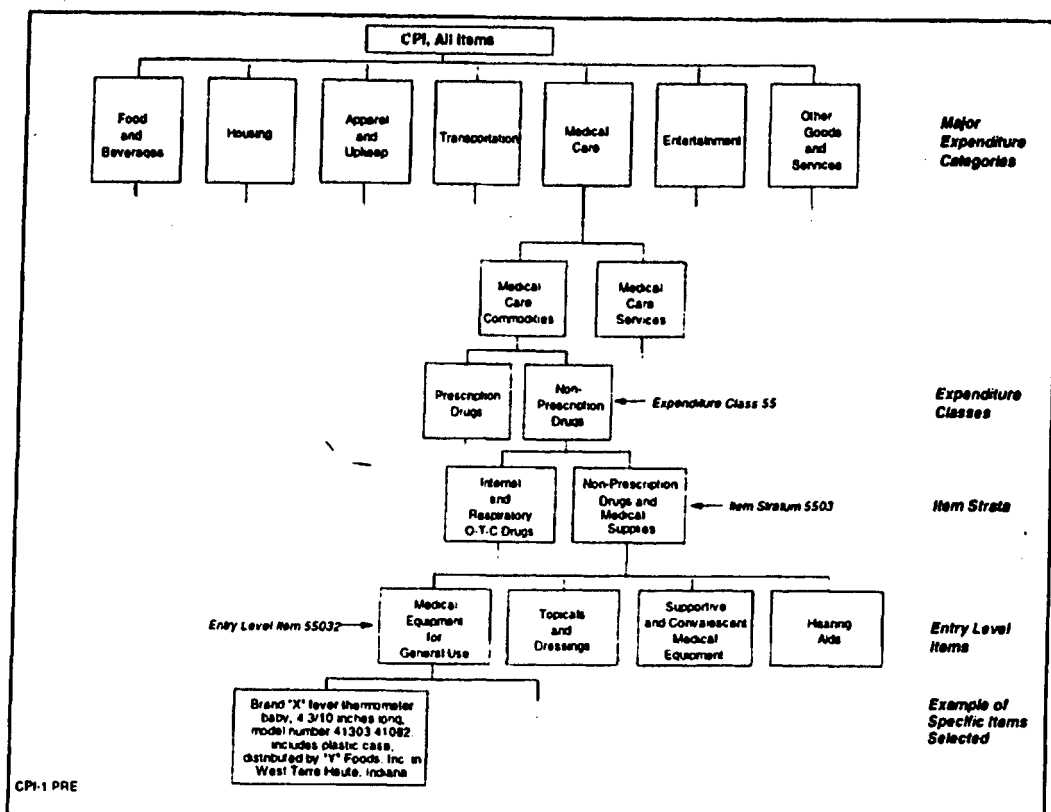 CPI, All Items
Food
and
Beverages
Housing
Apparel
and
Upkeep
Transportation
Medical
Care
Entertainment
Other
Goods
and
Services
Major
Expenditure
Categories
Medical
Care
Commodities
Medical
Care
Services
Prescription
Drugs
Non-
Prescription
Drugs
Expenditure Class 55
Expenditure
Classes
Internal
and
Respiratory
O-T-C Drugs
Non-Prescription
Drugs and
Medical
Supplies
Item Stratum 5503
Item Strata
Entry Level Item 55032
Medical
Equipment
for
General Use
Topicals
and
Dressings
Supportive
and Convalescent
Medical
Equipment
Hearing
Aids
Entry Level
Items
Brand "X" fever thermometer
baby, 4 3/10 inches long,
model number 41303 41082.
includes plastic case,
distributed by "Y" Foods. Inc. in
West Terre Haute, Indiana
Example of
Specific Items
Selected
CPI-1 PRE